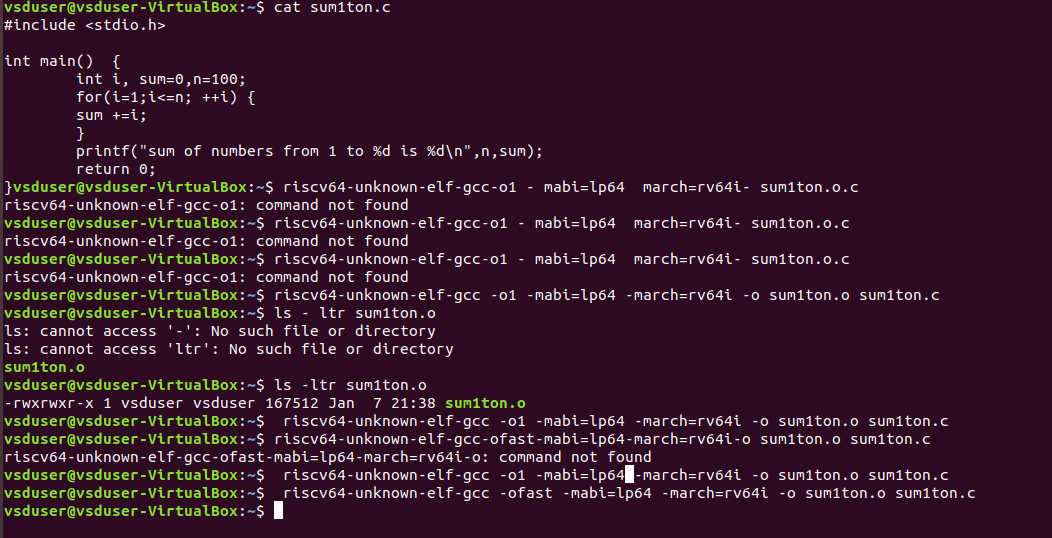 vsduser@vsduser-VirtualBox:~$ cat sum1ton.c
#include <stdio.h>
int main()  {
        int i, sum=0,n=100;
        for(i=1;i<=n; ++i) {
        sum +=i;
        }
        printf("sum of numbers from 1 to %d is %d\n",n,sum);
        return 0;
}vsduser@vsduser-VirtualBox:~$ riscv64-unknown-elf-gcc-o1 - mabi=lp64  march=rv64i- sum1ton.o.c
riscv64-unknown-elf-gcc-o1: command not found
vsduser@vsduser-VirtualBox:~$ riscv64-unknown-elf-gcc-o1 - mabi=lp64  march=rv64i- sum1ton.o.c
riscv64-unknown-elf-gcc-o1: command not found
vsduser@vsduser-VirtualBox:~$ riscv64-unknown-elf-gcc-o1 - mabi=lp64  march=rv64i- sum1ton.o.c
riscv64-unknown-elf-gcc-o1: command not found
vsduser@vsduser-VirtualBox:~$ riscv64-unknown-elf-gcc -o1 -mabi=lp64 -march=rv64i -o sum1ton.o sum1ton.c
vsduser@vsduser-VirtualBox:~$ ls - ltr sum1ton.o
ls: cannot access '-': No such file or directory
ls: cannot access 'ltr': No such file or directory
sum1ton.o
vsduser@vsduser-VirtualBox:~$ ls -ltr sum1ton.o
-rwxrwxr-x 1 vsduser vsduser 167512 Jan  7 21:38 sum1ton.o
vsduser@vsduser-VirtualBox:~$  riscv64-unknown-elf-gcc -o1 -mabi=lp64 -march=rv64i -o sum1ton.o sum1ton.c
vsduser@vsduser-VirtualBox:~$ riscv64-unknown-elf-gcc-ofast-mabi=lp64-march=rv64i-o sum1ton.o sum1ton.c
riscv64-unknown-elf-gcc-ofast-mabi=lp64-march=rv64i-o: command not found
vsduser@vsduser-VirtualBox:~$  riscv64-unknown-elf-gcc -o1 -mabi=lp64 -march=rv64i -o sum1ton.o sum1ton.c
vsduser@vsduser-VirtualBox:~$  riscv64-unknown-elf-gcc -ofast -mabi=lp64 -march=rv64i -o sum1ton.o sum1ton.c
vsduser@vsduser-VirtualBox:~$